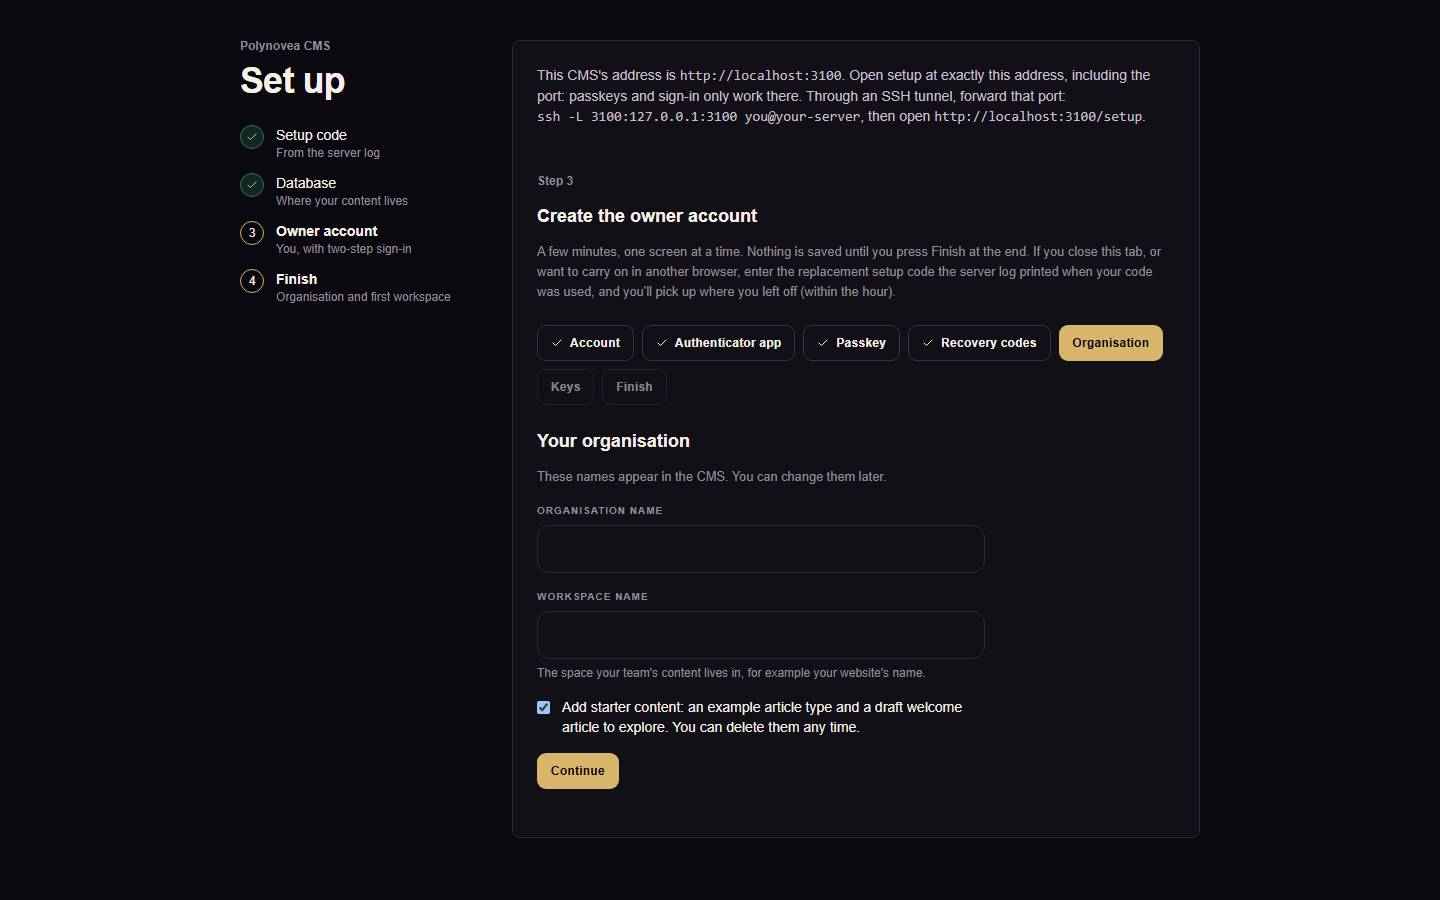 Polynovea CMS
Set up
Setup code
From the server log
Database
Where your content lives
3
Owner account
You, with two-step sign-in
4
Finish
Organisation and first workspace
This CMS's address is http://localhost:3100. Open setup at exactly this address, including the
port: passkeys and sign-in only work there. Through an SSH tunnel, forward that port:
ssh -L 3100:127.0.0.1:3100 you@your-server, then open http://localhost:3100/setup.
Step 3
Create the owner account
A few minutes, one screen at a time. Nothing is saved until you press Finish at the end. If you close this tab, or
want to carry on in another browser, enter the replacement setup code the server log printed when your code
was used, and you'll pick up where you left off (within the hour).
Account Authenticator app Passkey Recovery codes Organisation
Keys Finish
Your organisation
These names appear in the CMS. You can change them later.
ORGANISATION NAME
WORKSPACE NAME
The space your team's content lives in, for example your website's name.
Add starter content: an example article type and a draft welcome
article to explore. You can delete them any time.
Continue